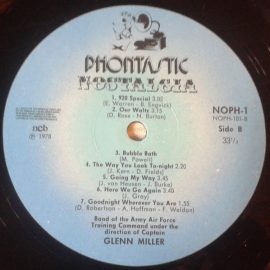 PHONTASTIC
NOSTALGIA
1. 920 Special 3.02
(E. Warren - B. Engvick)
2. Our Waltz 3.15
(D. Rose - N. Burton)
NOPH-1
NOPH-101-B
Side B
33⅓
ncb
℗ 1978
3. Bubble Bath
(M. Powell)
4. The Way You Look To-night 2.20
(J. Kern - D. Fields)
5. Going My Way 3.45
(J. van Heusen - J. Burke)
6. Here We Go Again 3.40
(J. Gray)
7. Goodnight Wherever You Are 1.55
(D. Robertson - A. Hoffman - F. Weldon)
Band of the Army Air Force
Training Command under the
direction of Captain
GLENN MILLER